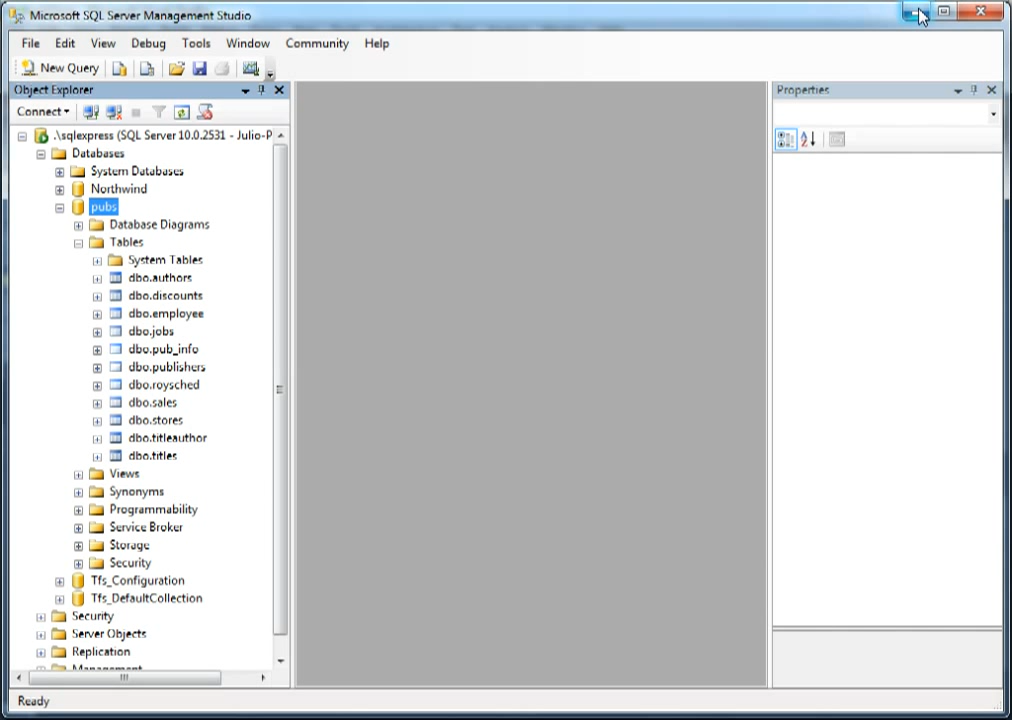 Microsoft SQL Server Management Studio
File Edit View Debug Tools Window Community Help
New Query
Object Explorer
Properties
Connect
.\sqlexpress (SQL Server 10.0.2531 - Julio-P
Databases
System Databases
Northwind
pubs
Database Diagrams
Tables
System Tables
dbo.authors
dbo.discounts
dbo.employee
dbo.jobs
dbo.pub_info
dbo.publishers
dbo.roysched
dbo.sales
dbo.stores
dbo.titleauthor
dbo.titles
Views
Synonyms
Programmability
Service Broker
Storage
Security
Tfs_Configuration
Tfs_DefaultCollection
Security
Server Objects
Replication
Management
Ready